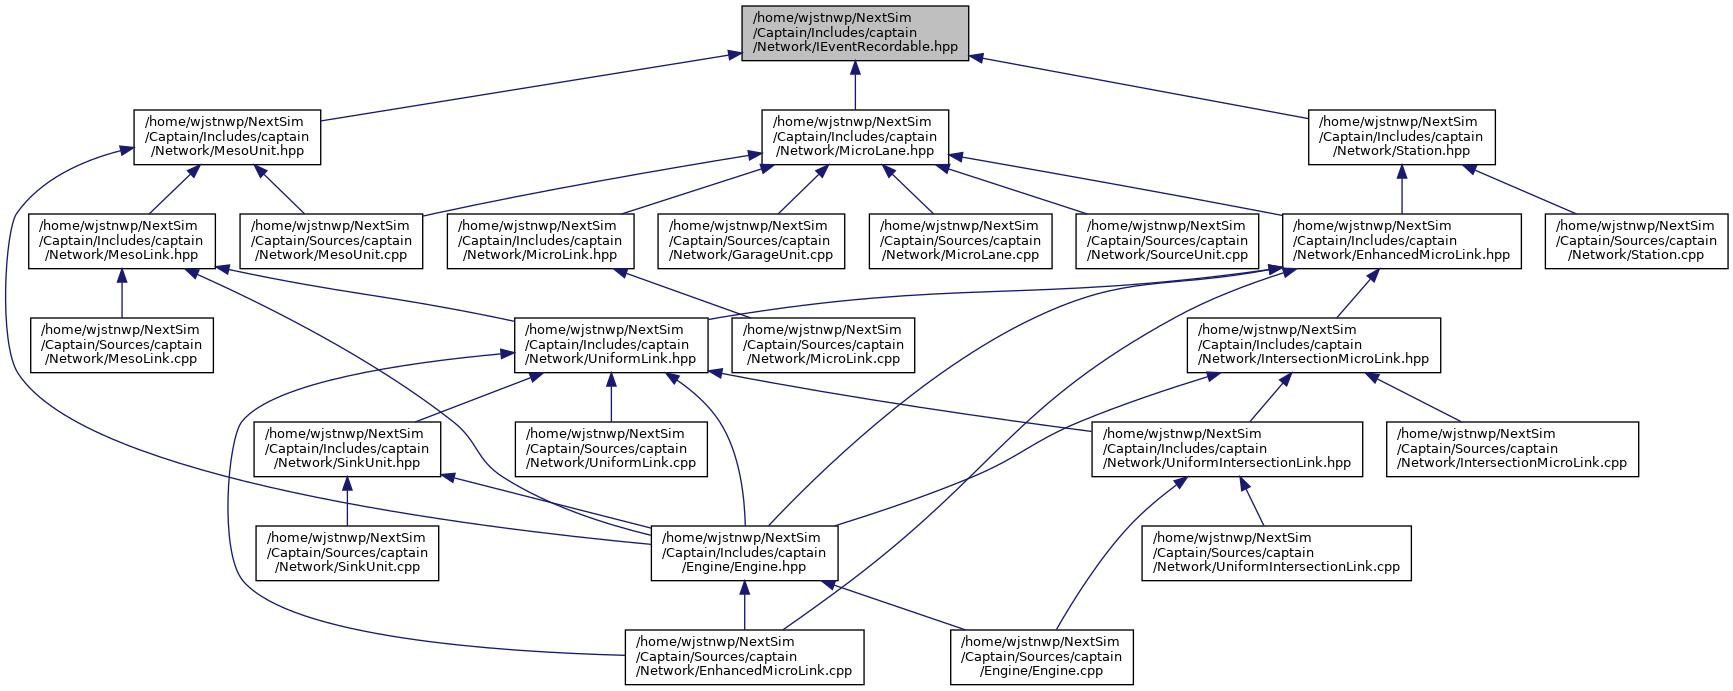 /home/wjstnwp/NextSim
/Captain/Includes/captain
/Network/IEventRecordable.hpp
/home/wjstnwp/NextSim
/Captain/Includes/captain
/Network/MesoUnit.hpp
/home/wjstnwp/NextSim
/Captain/Includes/captain
/Network/MicroLane.hpp
/home/wjstnwp/NextSim
/Captain/Includes/captain
/Network/Station.hpp
/home/wjstnwp/NextSim
/Captain/Includes/captain
/Network/MesoLink.hpp
/home/wjstnwp/NextSim
/Captain/Sources/captain
/Network/MesoUnit.cpp
/home/wjstnwp/NextSim
/Captain/Includes/captain
/Network/MicroLink.hpp
/home/wjstnwp/NextSim
/Captain/Sources/captain
/Network/GarageUnit.cpp
/home/wjstnwp/NextSim
/Captain/Sources/captain
/Network/MicroLane.cpp
/home/wjstnwp/NextSim
/Captain/Sources/captain
/Network/SourceUnit.cpp
/home/wjstnwp/NextSim
/Captain/Includes/captain
/Network/EnhancedMicroLink.hpp
/home/wjstnwp/NextSim
/Captain/Sources/captain
/Network/Station.cpp
/home/wjstnwp/NextSim
/Captain/Sources/captain
/Network/MesoLink.cpp
/home/wjstnwp/NextSim
/Captain/Includes/captain
/Network/UniformLink.hpp
/home/wjstnwp/NextSim
/Captain/Sources/captain
/Network/MicroLink.cpp
/home/wjstnwp/NextSim
/Captain/Includes/captain
/Network/IntersectionMicroLink.hpp
/home/wjstnwp/NextSim
/Captain/Includes/captain
/Network/SinkUnit.hpp
/home/wjstnwp/NextSim
/Captain/Sources/captain
/Network/UniformLink.cpp
/home/wjstnwp/NextSim
/Captain/Includes/captain
/Network/UniformIntersectionLink.hpp
/home/wjstnwp/NextSim
/Captain/Sources/captain
/Network/IntersectionMicroLink.cpp
/home/wjstnwp/NextSim
/Captain/Sources/captain
/Network/SinkUnit.cpp
/home/wjstnwp/NextSim
/Captain/Includes/captain
/Engine/Engine.hpp
/home/wjstnwp/NextSim
/Captain/Sources/captain
/Network/UniformIntersectionLink.cpp
/home/wjstnwp/NextSim
/Captain/Sources/captain
/Network/EnhancedMicroLink.cpp
/home/wjstnwp/NextSim
/Captain/Sources/captain
/Engine/Engine.cpp